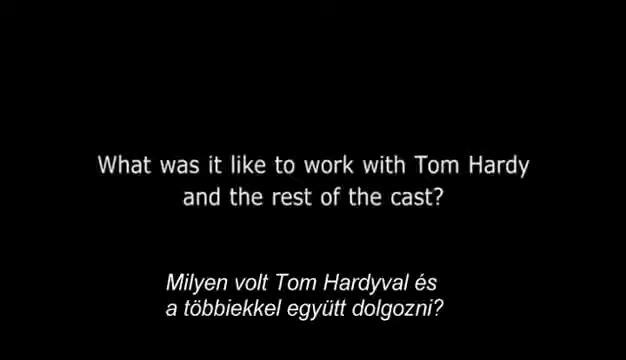 What was it like to work with Tom Hardy
and the rest of the cast?
Milyen volt Tom Hardyval és
a többiekkel együtt dolgozni?